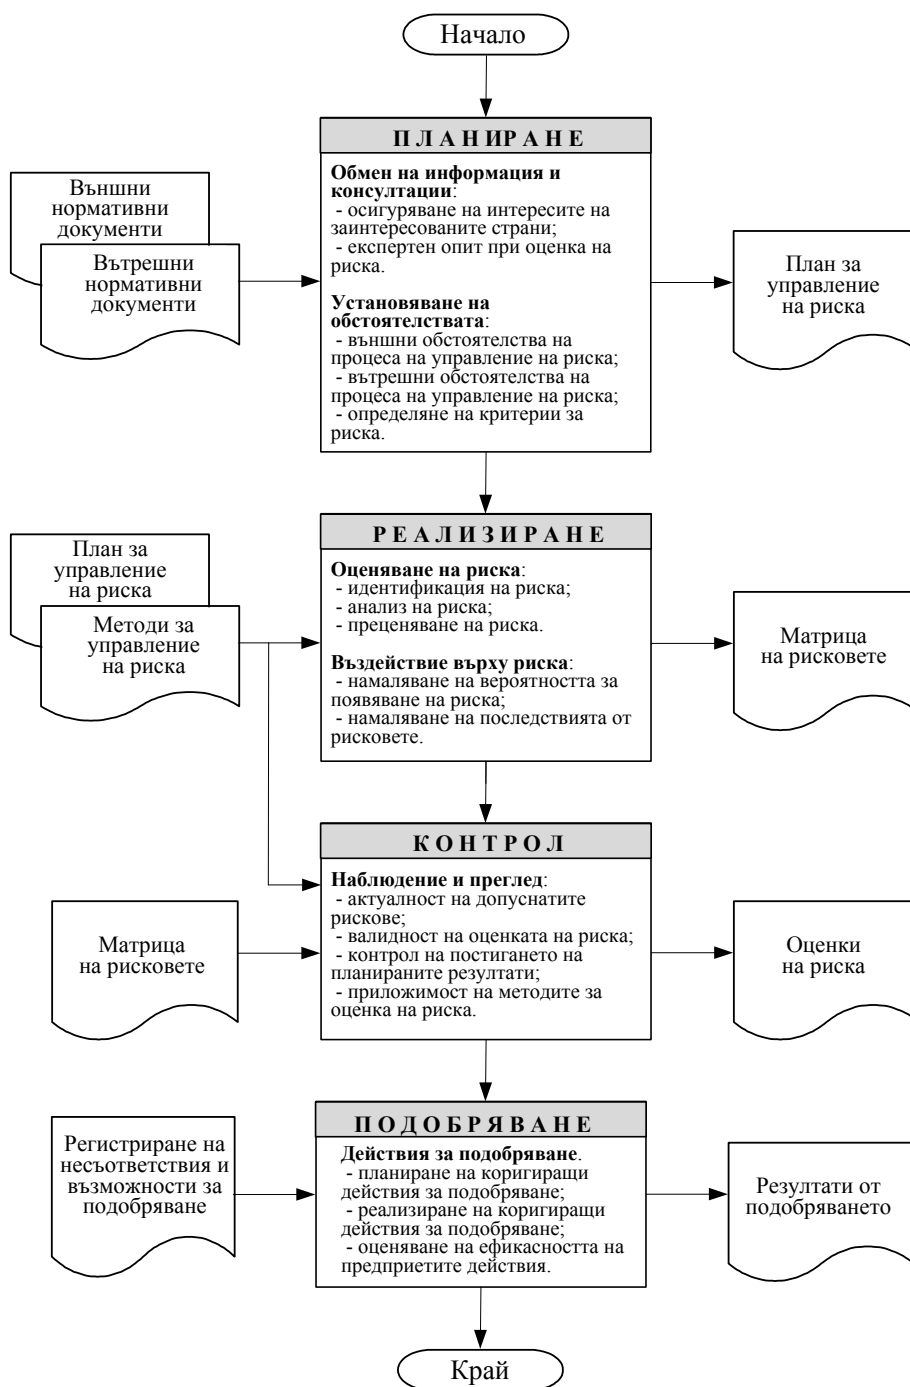 Начало
П Л А Н ИР А Н Е
Обмен на информация и
консултации:
- осигуряване на интересите на
заинтересованите страни;
- експертен опит при оценка на
риска.
Установяване на
обстоятелствата:
- външни обстоятелства на
процеса на управление на риска;
- вътрешни обстоятелства на
процеса на управление на риска;
- определяне на критерии за
риска.
Външни
нормативни
документи
Вътрешни
нормативни
документи
План за
управление
на риска
Р Е А Л И З И Р А Н Е
Оценяване на риска:
- идентификация на риска;
- анализ на риска;
- преценяване на риска.
Въздействие върху риска:
- намаляване на вероятността за
появяване на риска;
- намаляване на последствията от
рисковете.
План за
управление
на риска
Методи за
управление
на риска
Матрица
на рисковете
К О Н Т Р О Л
Наблюдение и преглед:
- актуалност на допуснатите
рискове;
- валидност на оценката на риска;
- контрол на постигането на
планираните резултати;
- приложимост на методите за
оценка на риска.
Матрица
на рисковете
Оценки
на риска
П О Д О Б Р Я В А Н Е
Действия за подобряване.
- планиране на коригиращи
действия за подобряване;
- реализиране на коригиращи
действия за подобряване;
- оценяване на ефикасността на
предприетите действия.
Регистриране на
несъответствия и
възможности за
подобряване
Резултати от
подобряването
Край